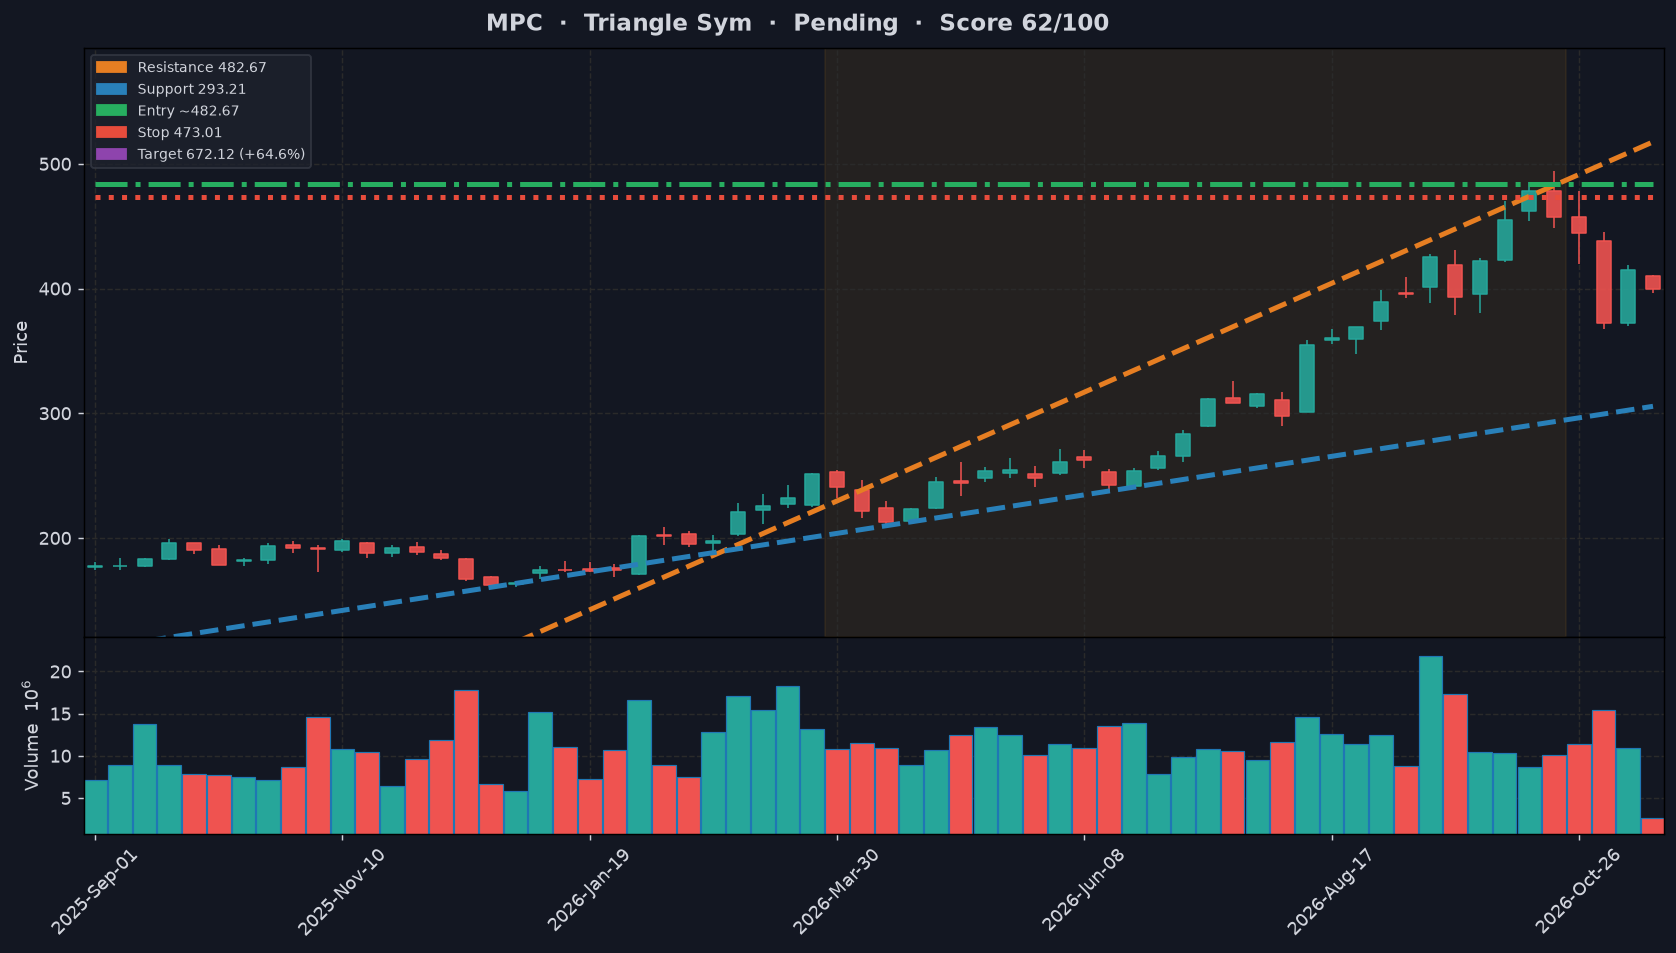 MPC · Triangle Sym · Pending · Score 62/100
Resistance 482.67
Support 293.21
Entry ~482.67
Stop 473.01
Target 672.12 (+64.6%)
Price
500
400
300
200
Volume 10⁶
20
15
10
5
2025-Sep-01
2025-Nov-10
2026-Jan-19
2026-Mar-30
2026-Jun-08
2026-Aug-17
2026-Oct-26